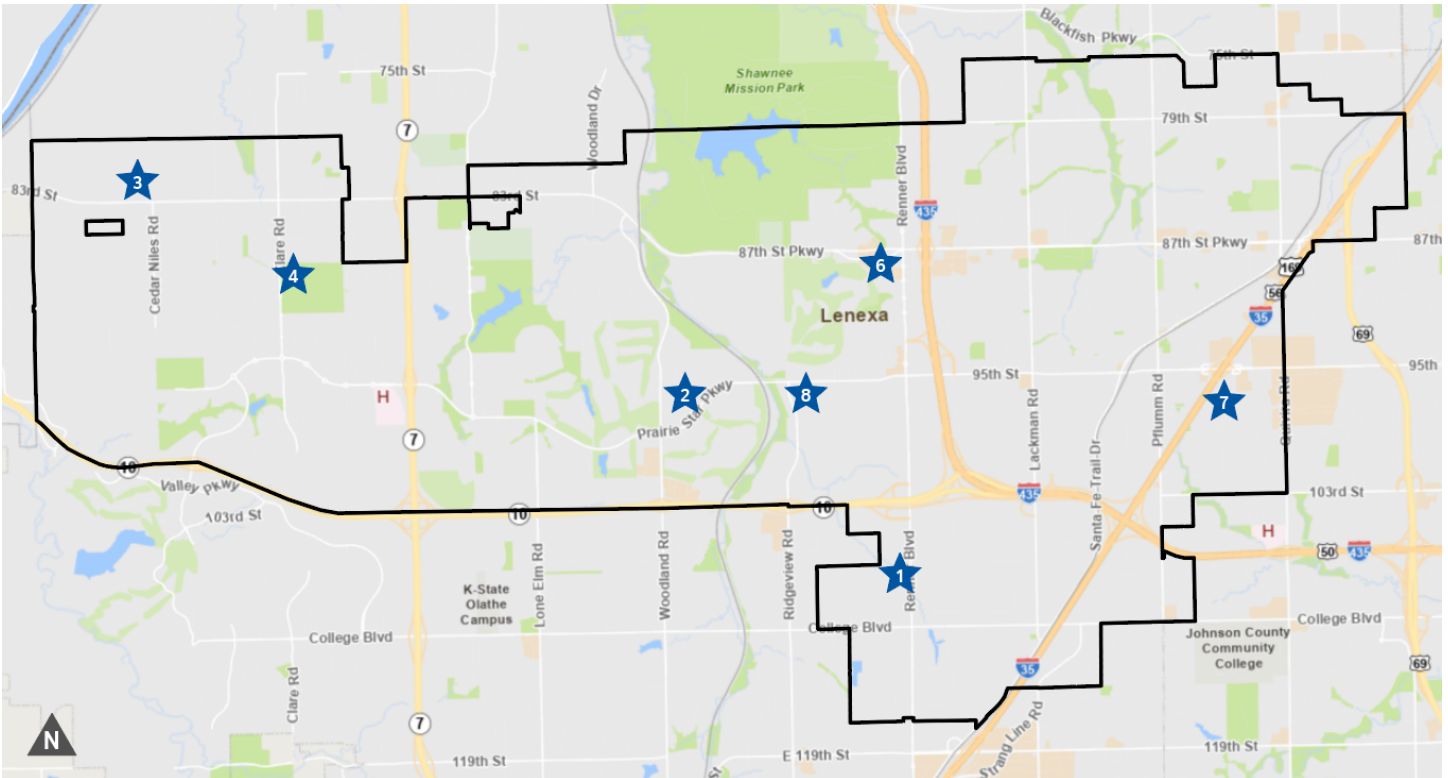 Blackfish Pkwy
75th St
75th St
Shawnee
Mission Park
Woodland Dr
79th St
7
3
83rd St
83rd St
Renner Blvd
435
Cedar Niles Rd
4
87th St Pkwy
6
87th St Pkwy
87th
169
56
35
Lenexa
69
95th St
95th
H
2
8
7
Prairie Star Pkwy
Lackman Rd
Pflumm Rd
Quivira Rd
7
Santa-Fe-Trail-Dr
10
Valley Pkwy
103rd St
10
10
435
103rd St
H
50
435
Lone Elm Rd
Woodland Rd
Ridgeview Rd
1
K-State
Olathe
Campus
College Blvd
College Blvd
College Blvd
Johnson County
Community
College
35
69
Clare Rd
7
N
Strang Line Rd
119th St
E 119th St
119th St